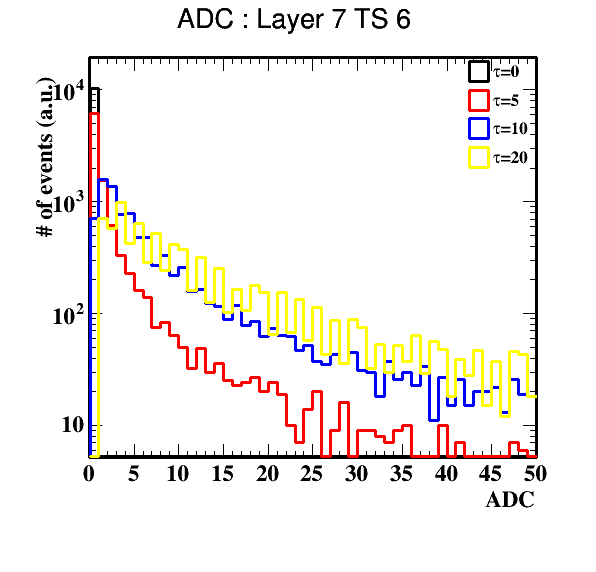 ADC : Layer 7 TS 6
# of events (a.u.)
10⁴
10³
10²
10
τ=0
τ=5
τ=10
τ=20
0 5 10 15 20 25 30 35 40 45 50
ADC